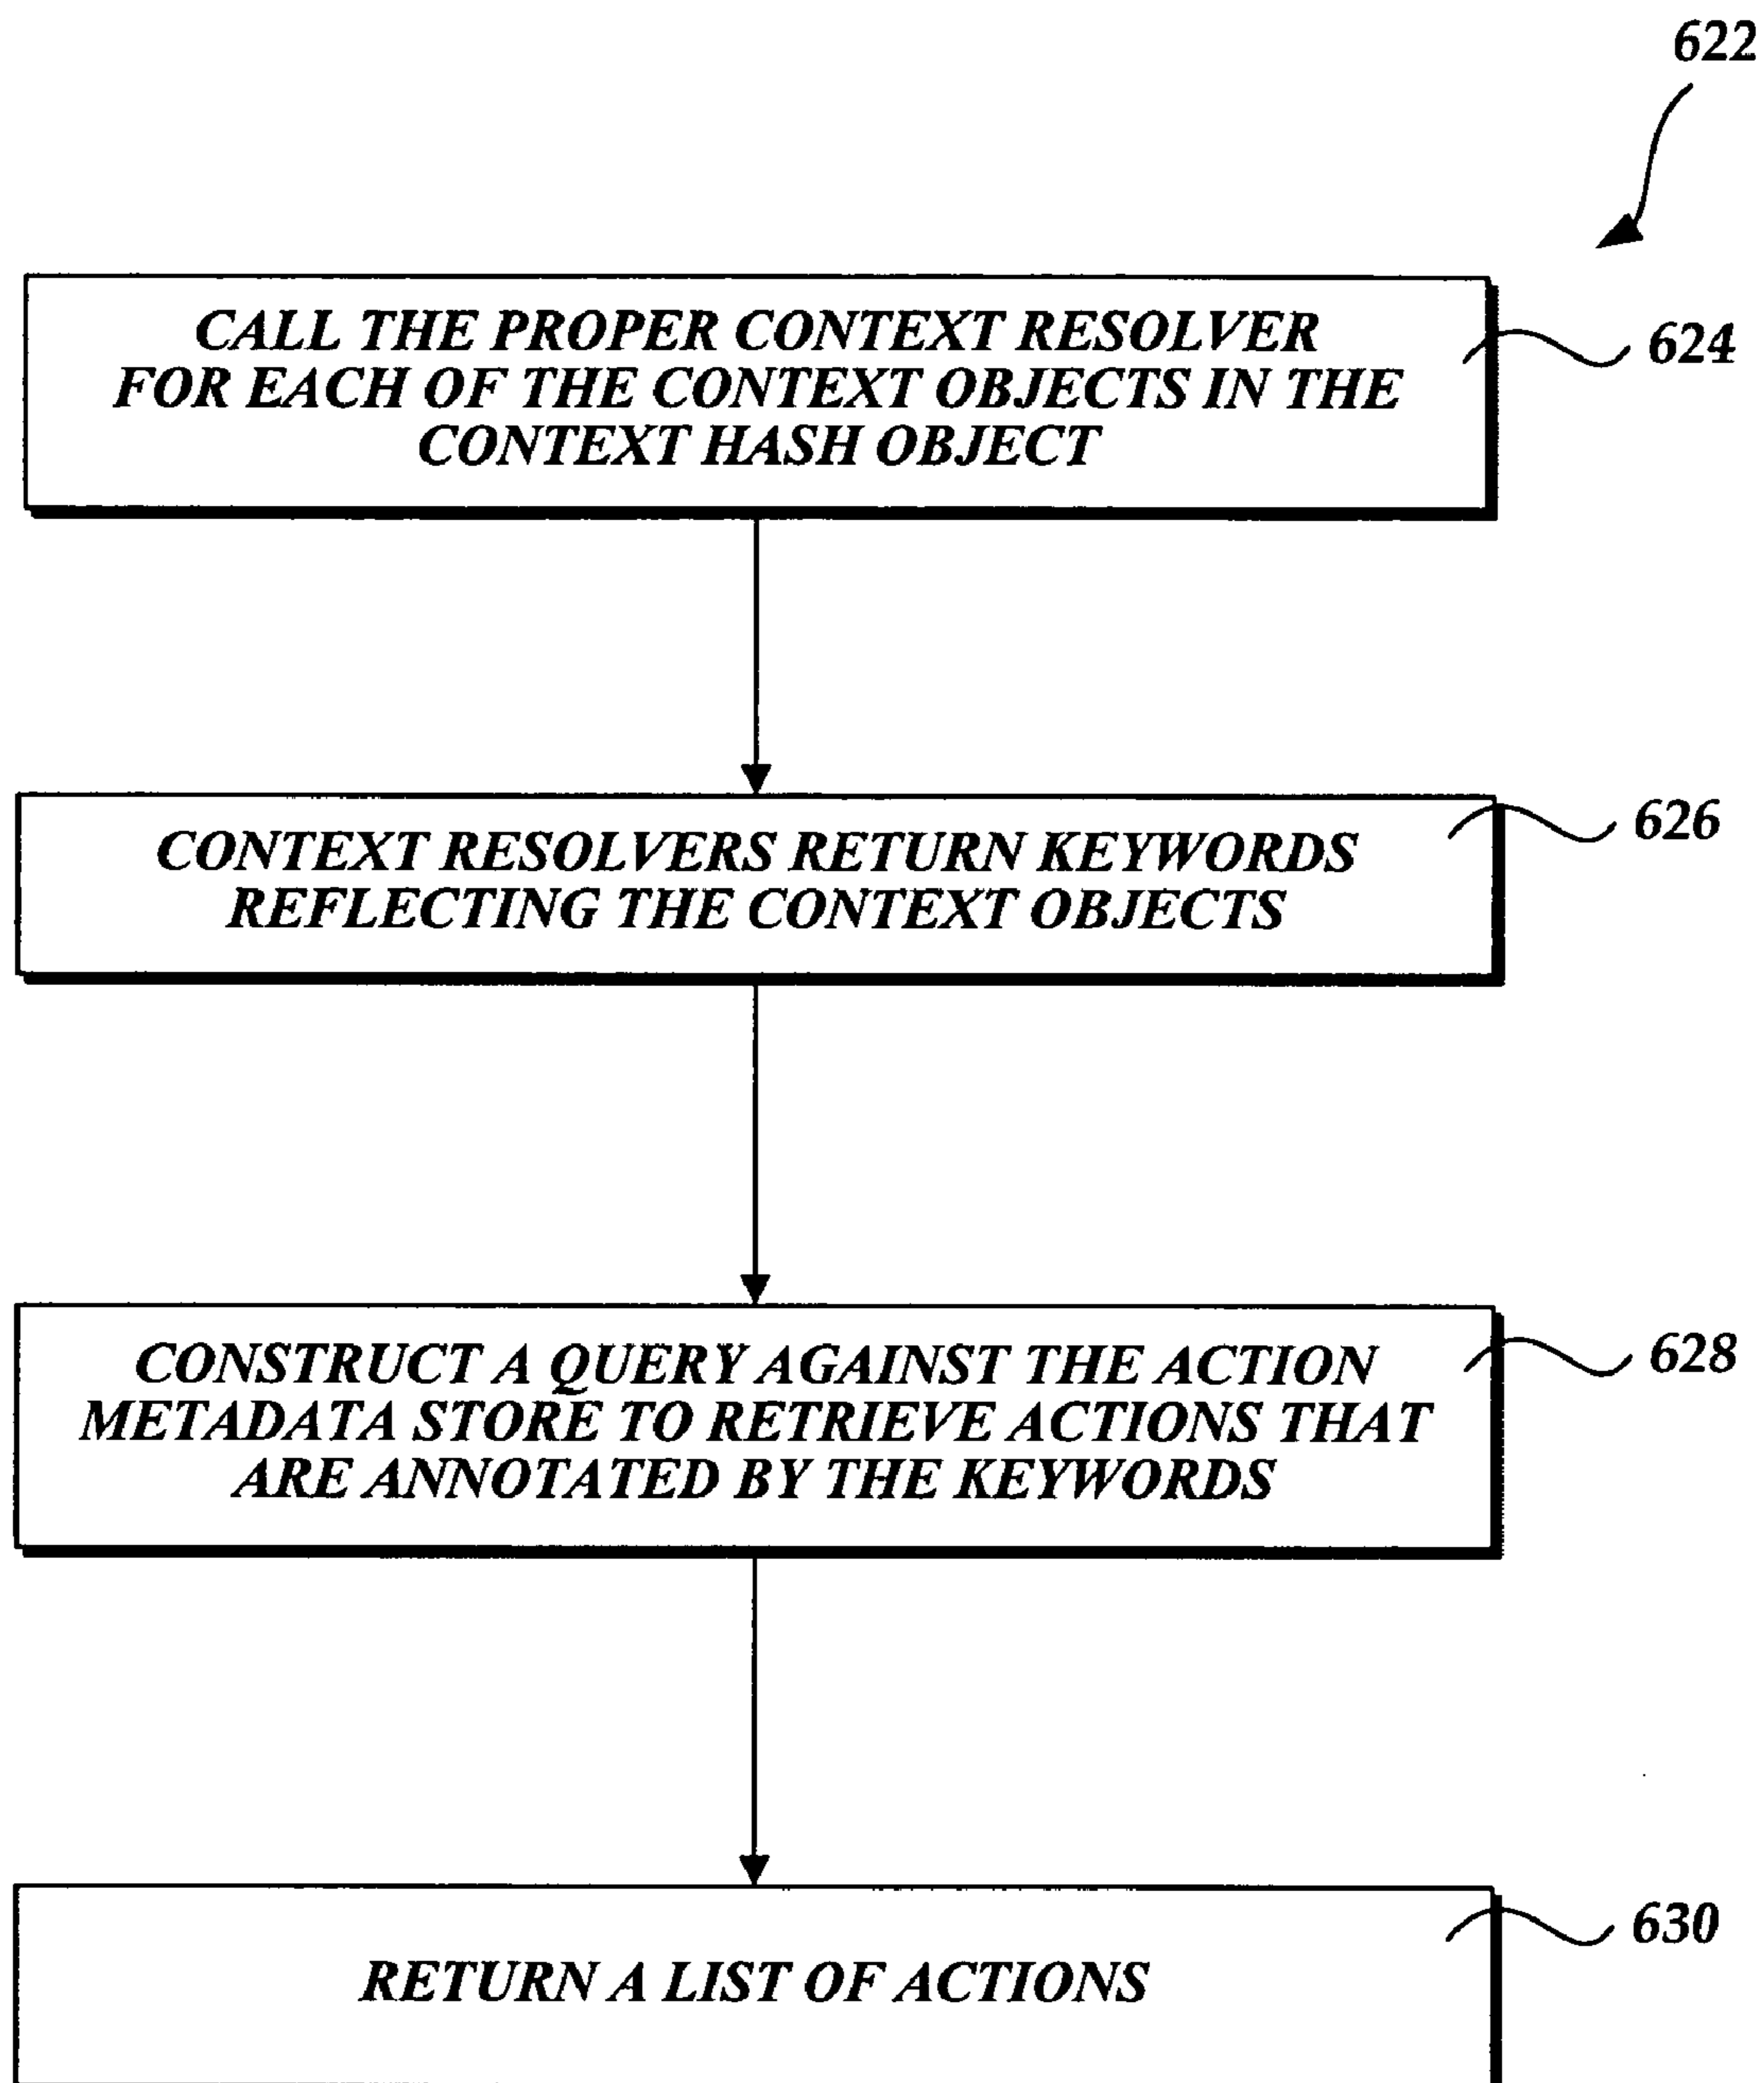 622
CALL THE PROPER CONTEXT RESOLVER
FOR EACH OF THE CONTEXT OBJECTS IN THE
CONTEXT HASH OBJECT
624
CONTEXT RESOLVERS RETURN KEYWORDS
REFLECTING THE CONTEXT OBJECTS
626
CONSTRUCT A QUERY AGAINST THE ACTION
METADATA STORE TO RETRIEVE ACTIONS THAT
ARE ANNOTATED BY THE KEYWORDS
628
RETURN A LIST OF ACTIONS
630